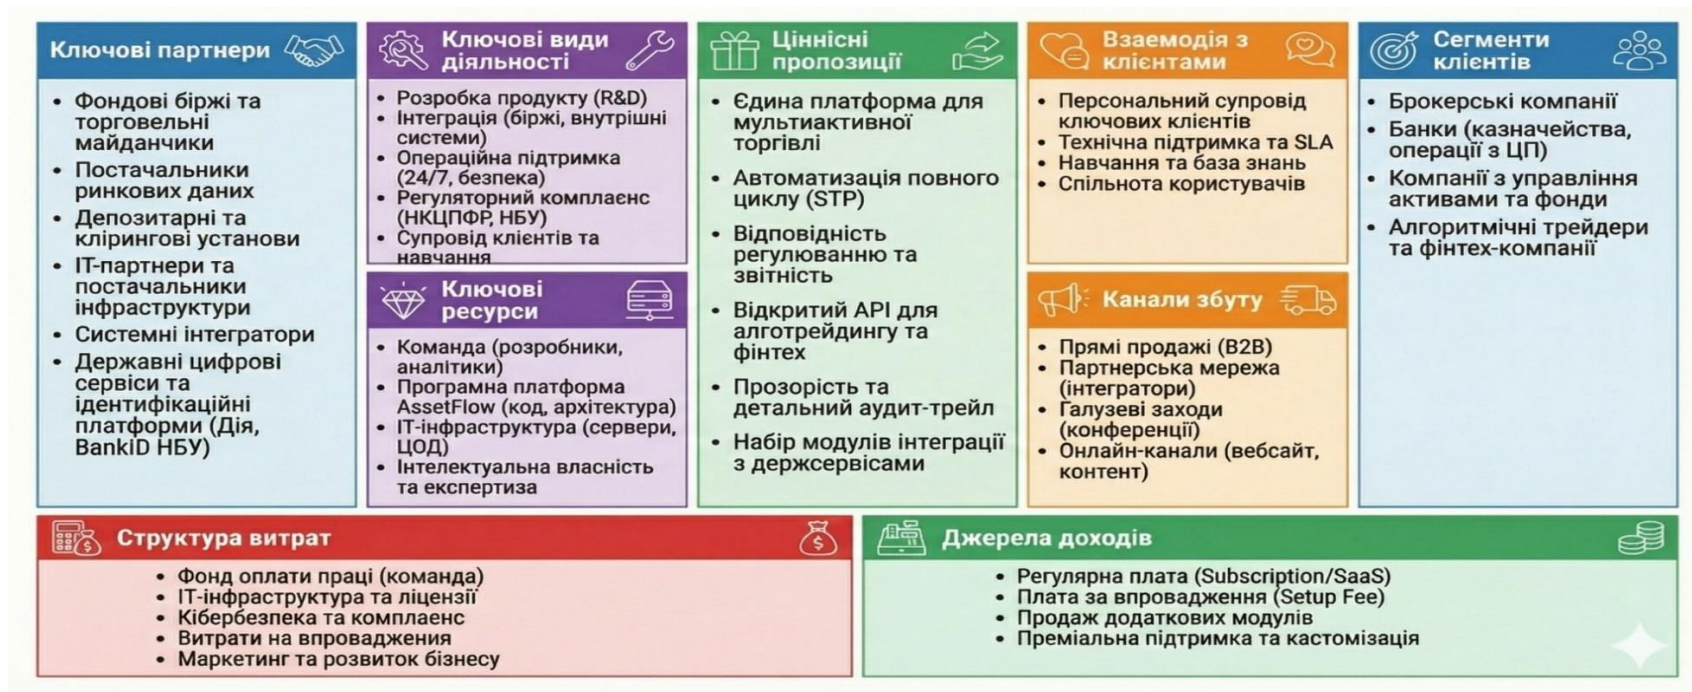 Ключові партнери
• Фондові біржі та
торговельні
майданчики
• Постачальники
ринкових даних
• Депозитарні та
клірингові установи
• ІТ-партнери та
постачальники
інфраструктури
• Системні інтегратори
• Державні цифрові
сервіси та
ідентифікаційні
платформи (Дія,
BankID НБУ)
Ключові види
діяльності
• Розробка продукту (R&D)
• Інтеграція (біржі, внутрішні
системи)
• Операційна підтримка
(24/7, безпека)
• Регуляторний комплаєнс
(НКЦПФР, НБУ)
• Супровід клієнтів та
навчання
Ключові
ресурси
• Команда (розробники,
аналітики)
• Програмна платформа
AssetFlow (код, архітектура)
• ІТ-інфраструктура (сервери,
ЦОД)
• Інтелектуальна власність
та експертиза
Ціннісні
пропозиції
• Єдина платформа для
мультиактивної
торгівлі
• Автоматизація повного
циклу (STP)
• Відповідність
регулюванню та
звітність
• Відкритий API для
алготрейдингу та
фінтех
• Прозорість та
детальний аудит-трейл
• Набір модулів інтеграції
з держсервісами
Взаємодія з
клієнтами
• Персональний супровід
ключових клієнтів
• Технічна підтримка та SLA
• Навчання та база знань
• Спільнота користувачів
Канали збуту
• Прямі продажі (B2B)
• Партнерська мережа
(інтегратори)
• Галузеві заходи
(конференції)
• Онлайн-канали (вебсайт,
контент)
Сегменти
клієнтів
• Брокерські компанії
• Банки (казначейства,
операції з ЦП)
• Компанії з управління
активами та фонди
• Алгоритмічні трейдери
та фінтех-компанії
Структура витрат
• Фонд оплати праці (команда)
• ІТ-інфраструктура та ліцензії
• Кібербезпека та комплаєнс
• Витрати на впровадження
• Маркетинг та розвиток бізнесу
Джерела доходів
• Регулярна плата (Subscription/SaaS)
• Плата за впровадження (Setup Fee)
• Продаж додаткових модулів
• Преміальна підтримка та кастомізація